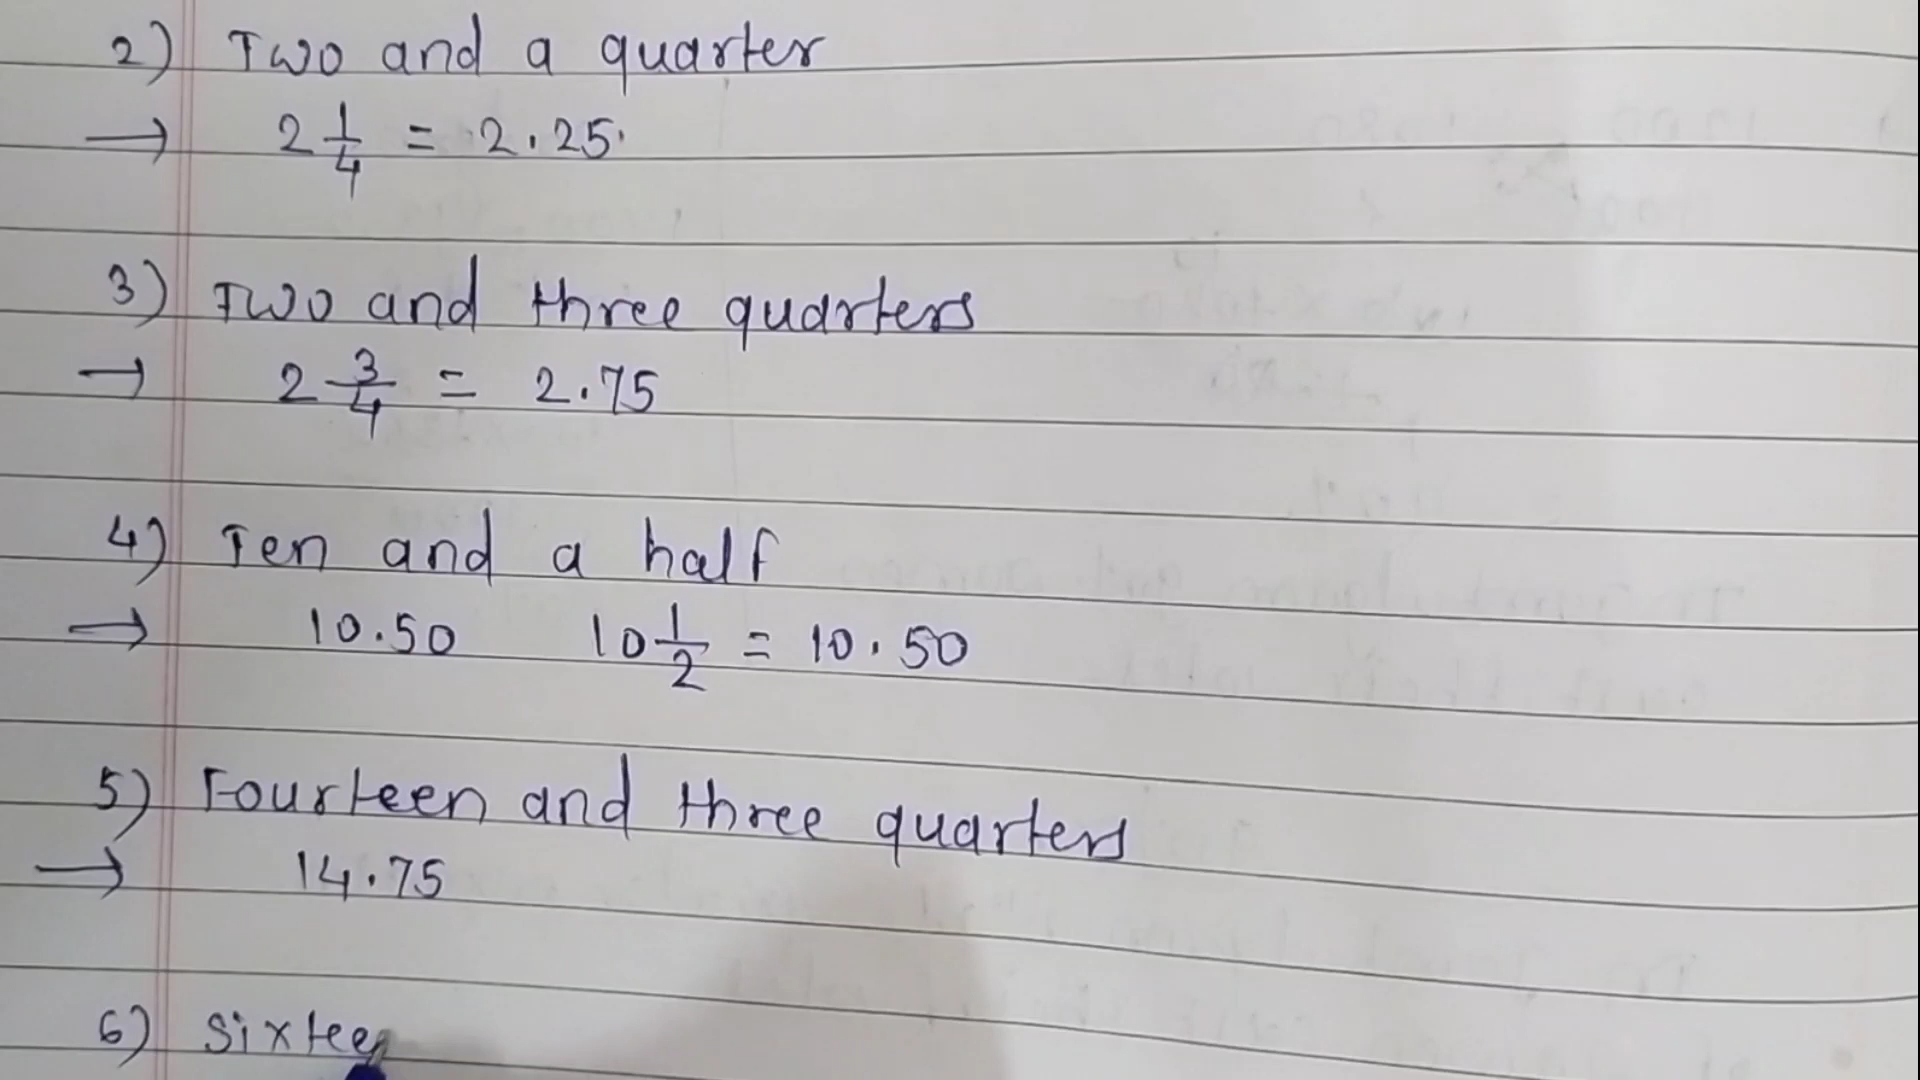 2) Two and a quarter
→ 2 1/4 = 2.25
3) Two and three quarters
→ 2 3/4 = 2.75
4) Ten and a half
→ 10.50 10 1/2 = 10.50
5) Fourteen and three quarters
→ 14.75
6) Sixteen